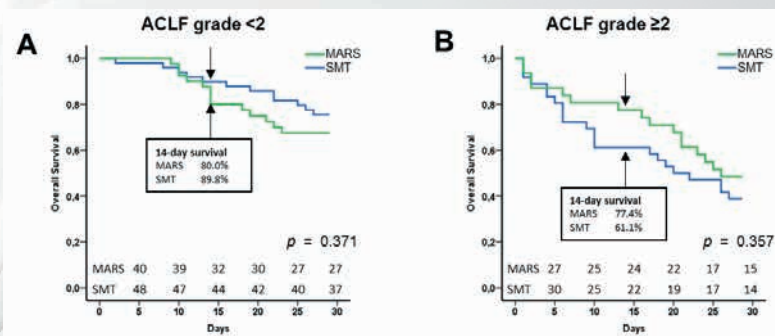 ACLF grade <2
A
MARS
SMT
1,0
0,8
0,6
0,4
0,2
0,0
Overall Survival
14-day survival
MARS 80.0%
SMT 89.8%
p = 0.371
MARS 40 39 32 30 27 27
SMT 48 47 44 42 40 37
0 5 10 15 20 25 30
Days
ACLF grade ≥2
B
MARS
SMT
1,0
0,8
0,6
0,4
0,2
0,0
Overall Survival
14-day survival
MARS 77.4%
SMT 61.1%
p = 0.357
MARS 27 25 24 22 17 15
SMT 30 25 22 19 17 14
0 5 10 15 20 25 30
Days